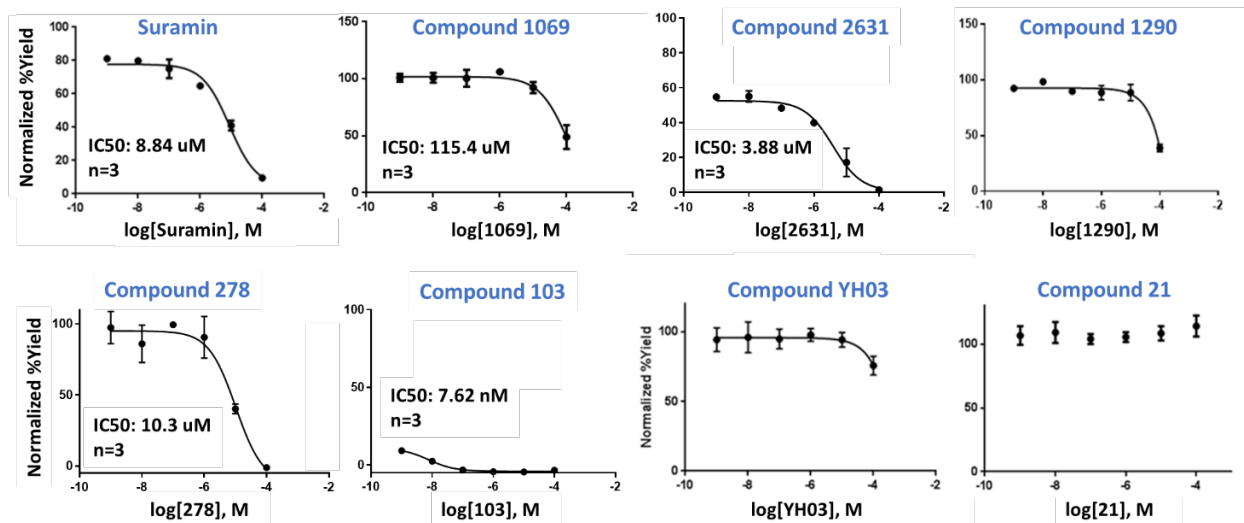 Suramin
Normalized %Yield
100
80
60
40
20
0
IC50: 8.84 uM
n=3
-10 -8 -6 -4 -2
log[Suramin], M
Compound 1069
150
100
50
0
IC50: 115.4 uM
n=3
-10 -8 -6 -4 -2
log[1069], M
Compound 2631
100
80
60
40
20
0
IC50: 3.88 uM
n=3
-10 -8 -6 -4 -2
log[2631], M
Compound 1290
150
100
50
0
-10 -8 -6 -4 -2
log[1290], M
Compound 278
Normalized %Yield
100
50
0
IC50: 10.3 uM
n=3
-10 -8 -6 -4 -2
log[278], M
Compound 103
100
50
0
IC50: 7.62 nM
n=3
-10 -8 -6 -4 -2
log[103], M
Compound YH03
Normalized %Yield
100
50
0
-10 -8 -6 -4 -2
log[YH03], M
Compound 21
100
50
0
-10 -8 -6 -4 -2
log[21], M